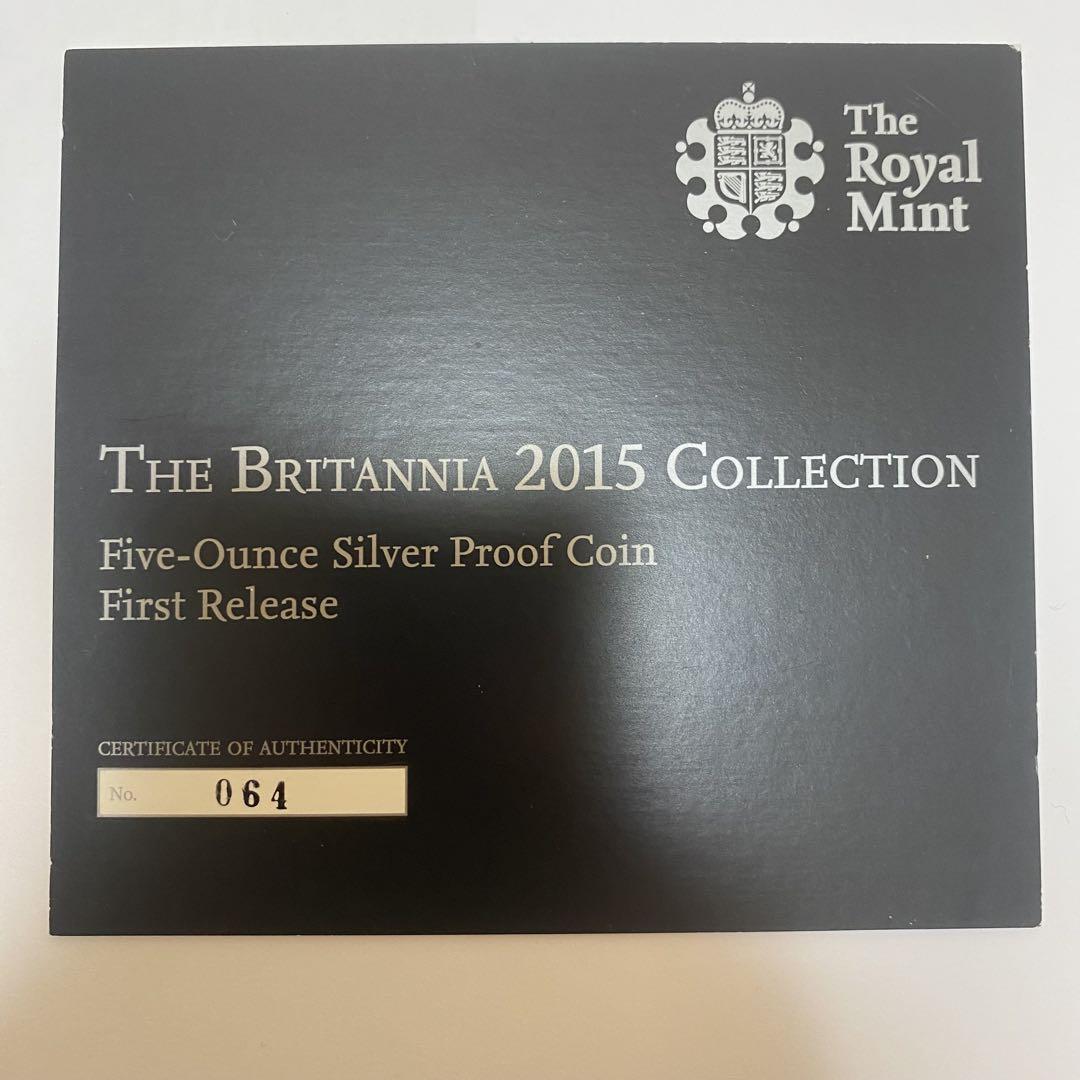 The
Royal
Mint
THE BRITANNIA 2015 COLLECTION
Five-Ounce Silver Proof Coin
First Release
CERTIFICATE OF AUTHENTICITY
No. 064